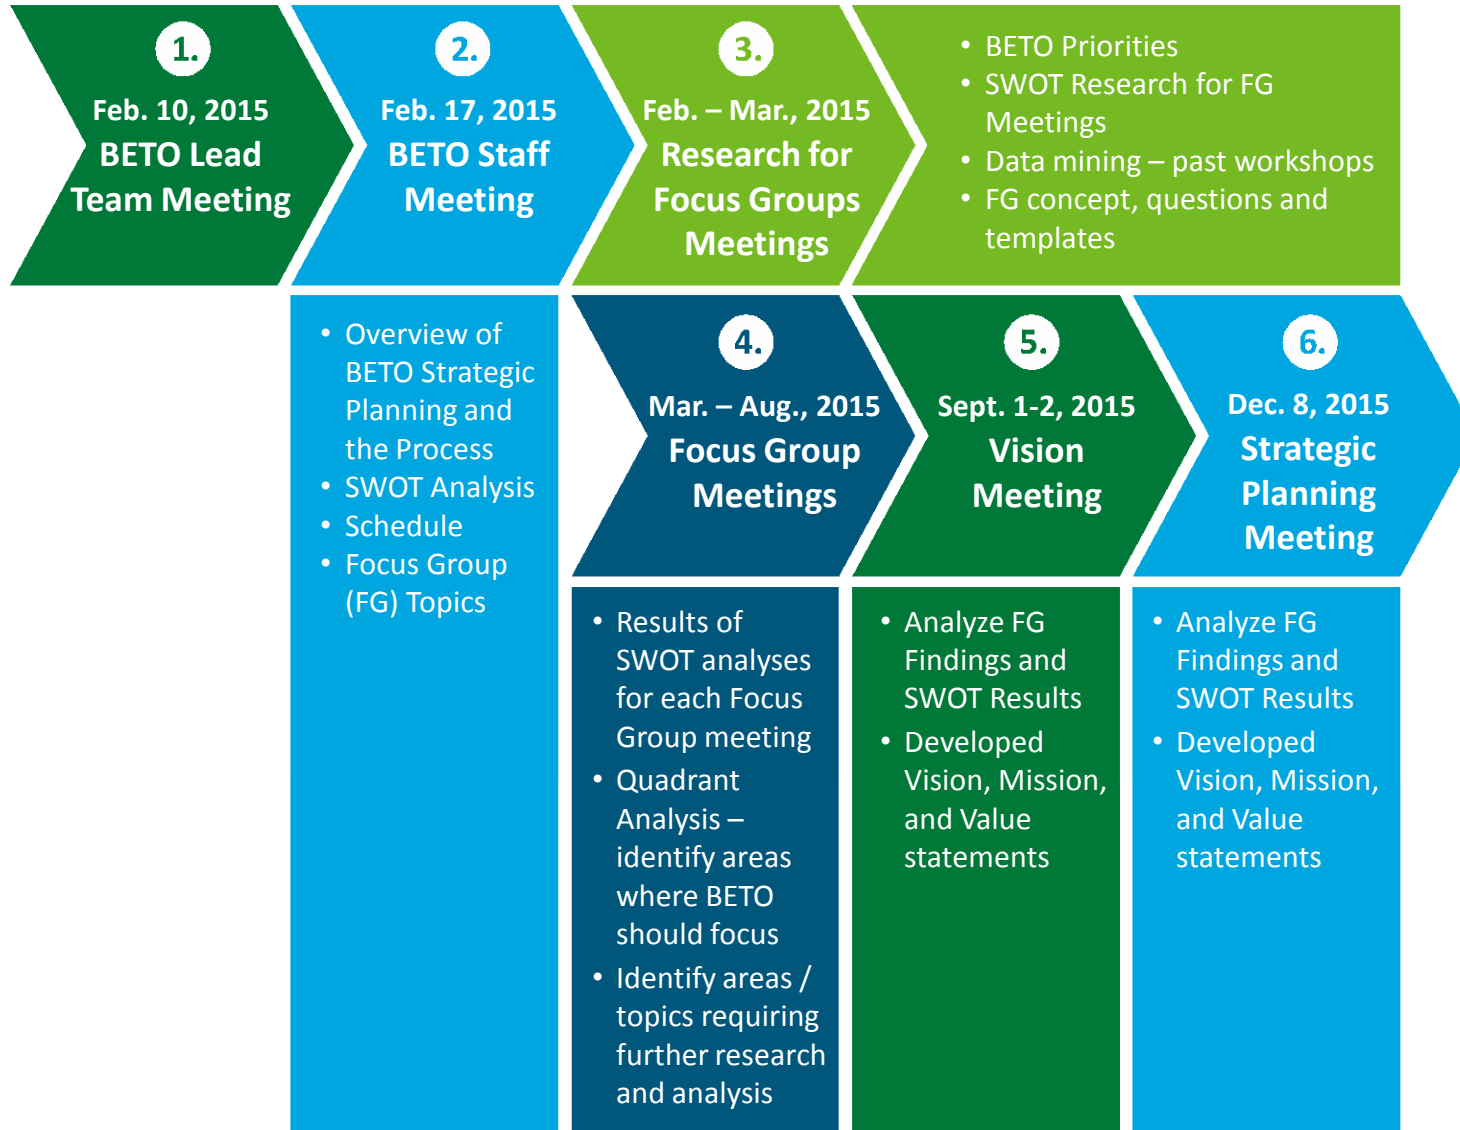 1.
Feb. 10, 2015
BETO Lead
Team Meeting
2.
Feb. 17, 2015
BETO Staff
Meeting
• Overview of
BETO Strategic
Planning and
the Process
• SWOT Analysis
• Schedule
• Focus Group
(FG) Topics
3.
Feb. – Mar., 2015
Research for
Focus Groups
Meetings
• BETO Priorities
• SWOT Research for FG
Meetings
• Data mining – past workshops
• FG concept, questions and
templates
4.
Mar. – Aug., 2015
Focus Group
Meetings
• Results of
SWOT analyses
for each Focus
Group meeting
• Quadrant
Analysis –
identify areas
where BETO
should focus
• Identify areas /
topics requiring
further research
and analysis
5.
Sept. 1-2, 2015
Vision
Meeting
• Analyze FG
Findings and
SWOT Results
• Developed
Vision, Mission,
and Value
statements
6.
Dec. 8, 2015
Strategic
Planning
Meeting
• Analyze FG
Findings and
SWOT Results
• Developed
Vision, Mission,
and Value
statements